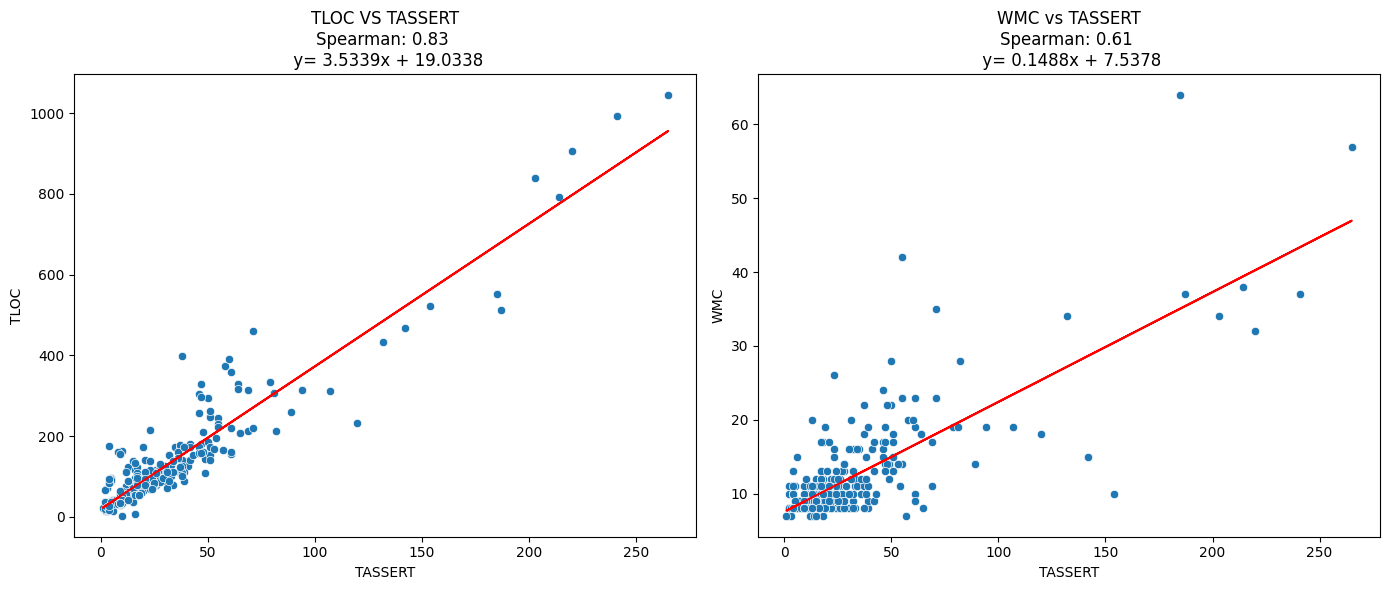 TLOC VS TASSERT
Spearman: 0.83
y= 3.5339x + 19.0338
1000
800
600
400
200
0
TLOC
0 50 100 150 200 250
TASSERT
WMC vs TASSERT
Spearman: 0.61
y= 0.1488x + 7.5378
60
50
40
30
20
10
WMC
0 50 100 150 200 250
TASSERT